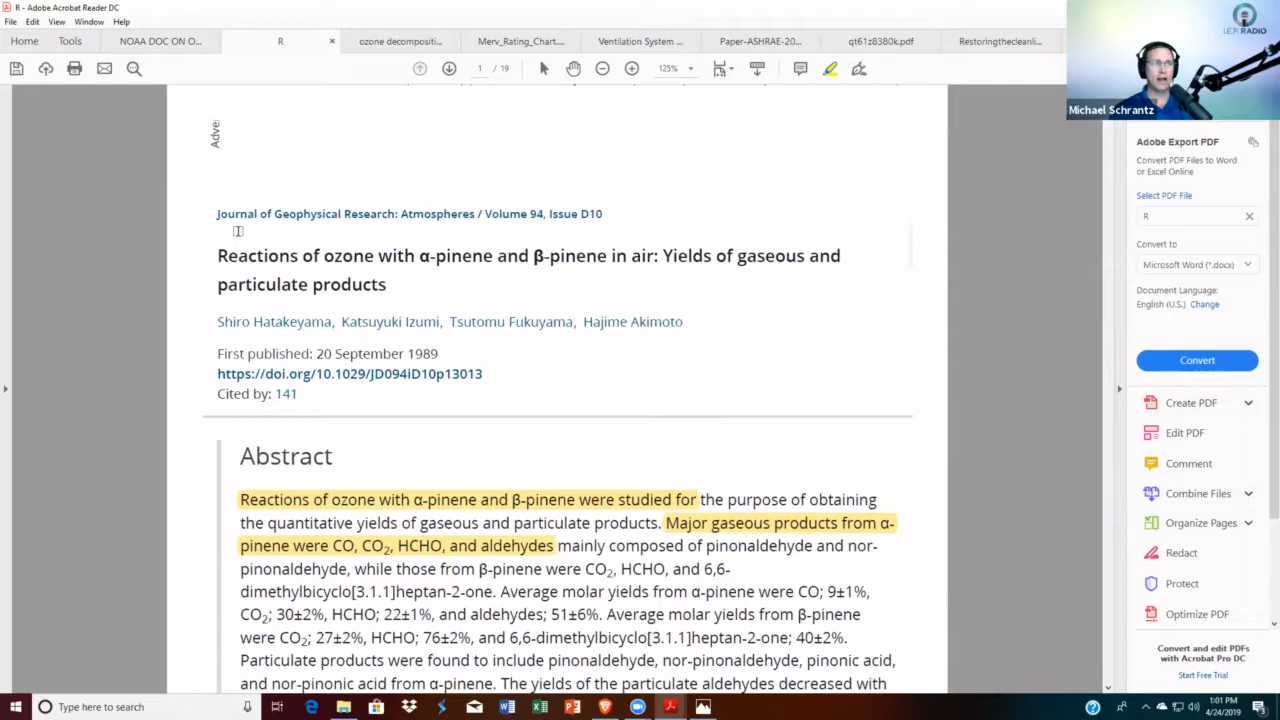 R - Adobe Acrobat Reader DC
File Edit View Window Help
Home Tools NOAA DOC ON O... R × ozone decompositi... Merv_Rating_Chart.... Ventilation System ... Paper-ASHRAE-20... qt61z8380k.pdf Restoringthecleanli...
1 / 19 125%
I.E.P. RADIO
Michael Schrantz
Adve
Journal of Geophysical Research: Atmospheres / Volume 94, Issue D10
Reactions of ozone with α-pinene and β-pinene in air: Yields of gaseous and
particulate products
Shiro Hatakeyama, Katsuyuki Izumi, Tsutomu Fukuyama, Hajime Akimoto
First published: 20 September 1989
https://doi.org/10.1029/JD094iD10p13013
Cited by: 141
Abstract
Reactions of ozone with α-pinene and β-pinene were studied for the purpose of obtaining
the quantitative yields of gaseous and particulate products. Major gaseous products from α-
pinene were CO, CO₂, HCHO, and aldehydes mainly composed of pinonaldehyde and nor-
pinonaldehyde, while those from β-pinene were CO₂, HCHO, and 6,6-
dimethylbicyclo[3.1.1]heptan-2-one. Average molar yields from α-pinene were CO; 9±1%,
CO₂; 30±2%, HCHO; 22±1%, and aldehydes; 51±6%. Average molar yields from β-pinene
were CO₂; 27±2%, HCHO; 76±2%, and 6,6-dimethylbicyclo[3.1.1]heptan-2-one; 40±2%.
Particulate products were found to include pinonaldehyde, nor-pinonaldehyde, pinonic acid,
and nor-pinonic acid from α-pinene. The yields of the particulate aldehydes decreased with
Adobe Export PDF
Convert PDF Files to Word
or Excel Online
Select PDF File
R
Convert to
Microsoft Word (*.docx)
Document Language:
English (U.S.) Change
Convert
Create PDF
Edit PDF
Comment
Combine Files
Organize Pages
Redact
Protect
Optimize PDF
Convert and edit PDFs
with Acrobat Pro DC
Start Free Trial
Type here to search
1:01 PM
4/24/2019